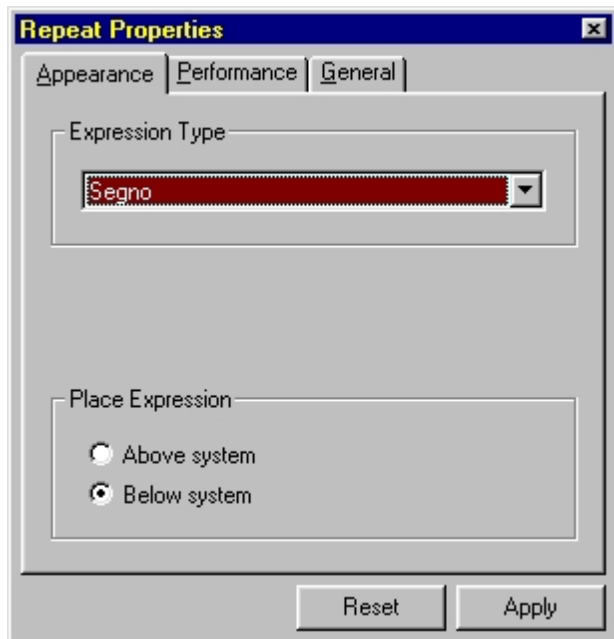 Repeat Properties
Appearance Performance General
Expression Type
Segno
Place Expression
Above system
Below system
Reset Apply